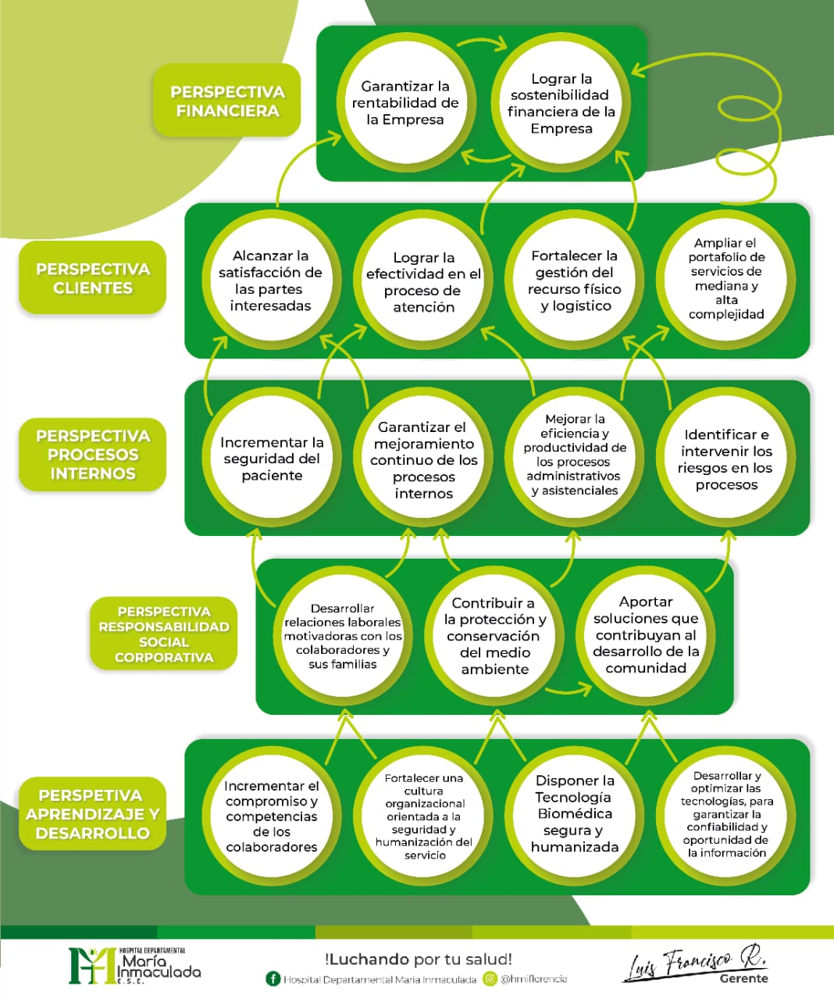 PERSPECTIVA
FINANCIERA
Garantizar la
rentabilidad de
la Empresa
Lograr la
sostenibilidad
financiera de la
Empresa
PERSPECTIVA
CLIENTES
Alcanzar la
satisfacción de
las partes
interesadas
Lograr la
efectividad en el
proceso de
atención
Fortalecer la
gestión del
recurso físico
y logístico
Ampliar el
portafolio de
servicios de
mediana y
alta
complejidad
PERSPECTIVA
PROCESOS
INTERNOS
Incrementar la
seguridad del
paciente
Garantizar el
mejoramiento
continuo de los
procesos
internos
Mejorar la
eficiencia y
productividad de
los procesos
administrativos
y asistenciales
Identificar e
intervenir los
riesgos en los
procesos
PERSPECTIVA
RESPONSABILIDAD
SOCIAL
CORPORATIVA
Desarrollar
relaciones laborales
motivadoras con los
colaboradores y
sus familias
Contribuir a
la protección y
conservación
del medio
ambiente
Aportar
soluciones que
contribuyan al
desarrollo de la
comunidad
PERSPETIVA
APRENDIZAJE Y
DESARROLLO
Incrementar el
compromiso y
competencias
de los
colaboradores
Fortalecer una
cultura
organizacional
orientada a la
seguridad y
humanización del
servicio
Disponer la
Tecnología
Biomédica
segura y
humanizada
Desarrollar y
optimizar las
tecnologías, para
garantizar la
confiabilidad y
oportunidad de
la información
HOSPITAL DEPARTAMENTAL
María
Inmaculada
E.S.E.
!Luchando por tu salud!
Hospital Departamental Maria Inmaculada @hmiflorencia
Luis Francisco R.
Gerente